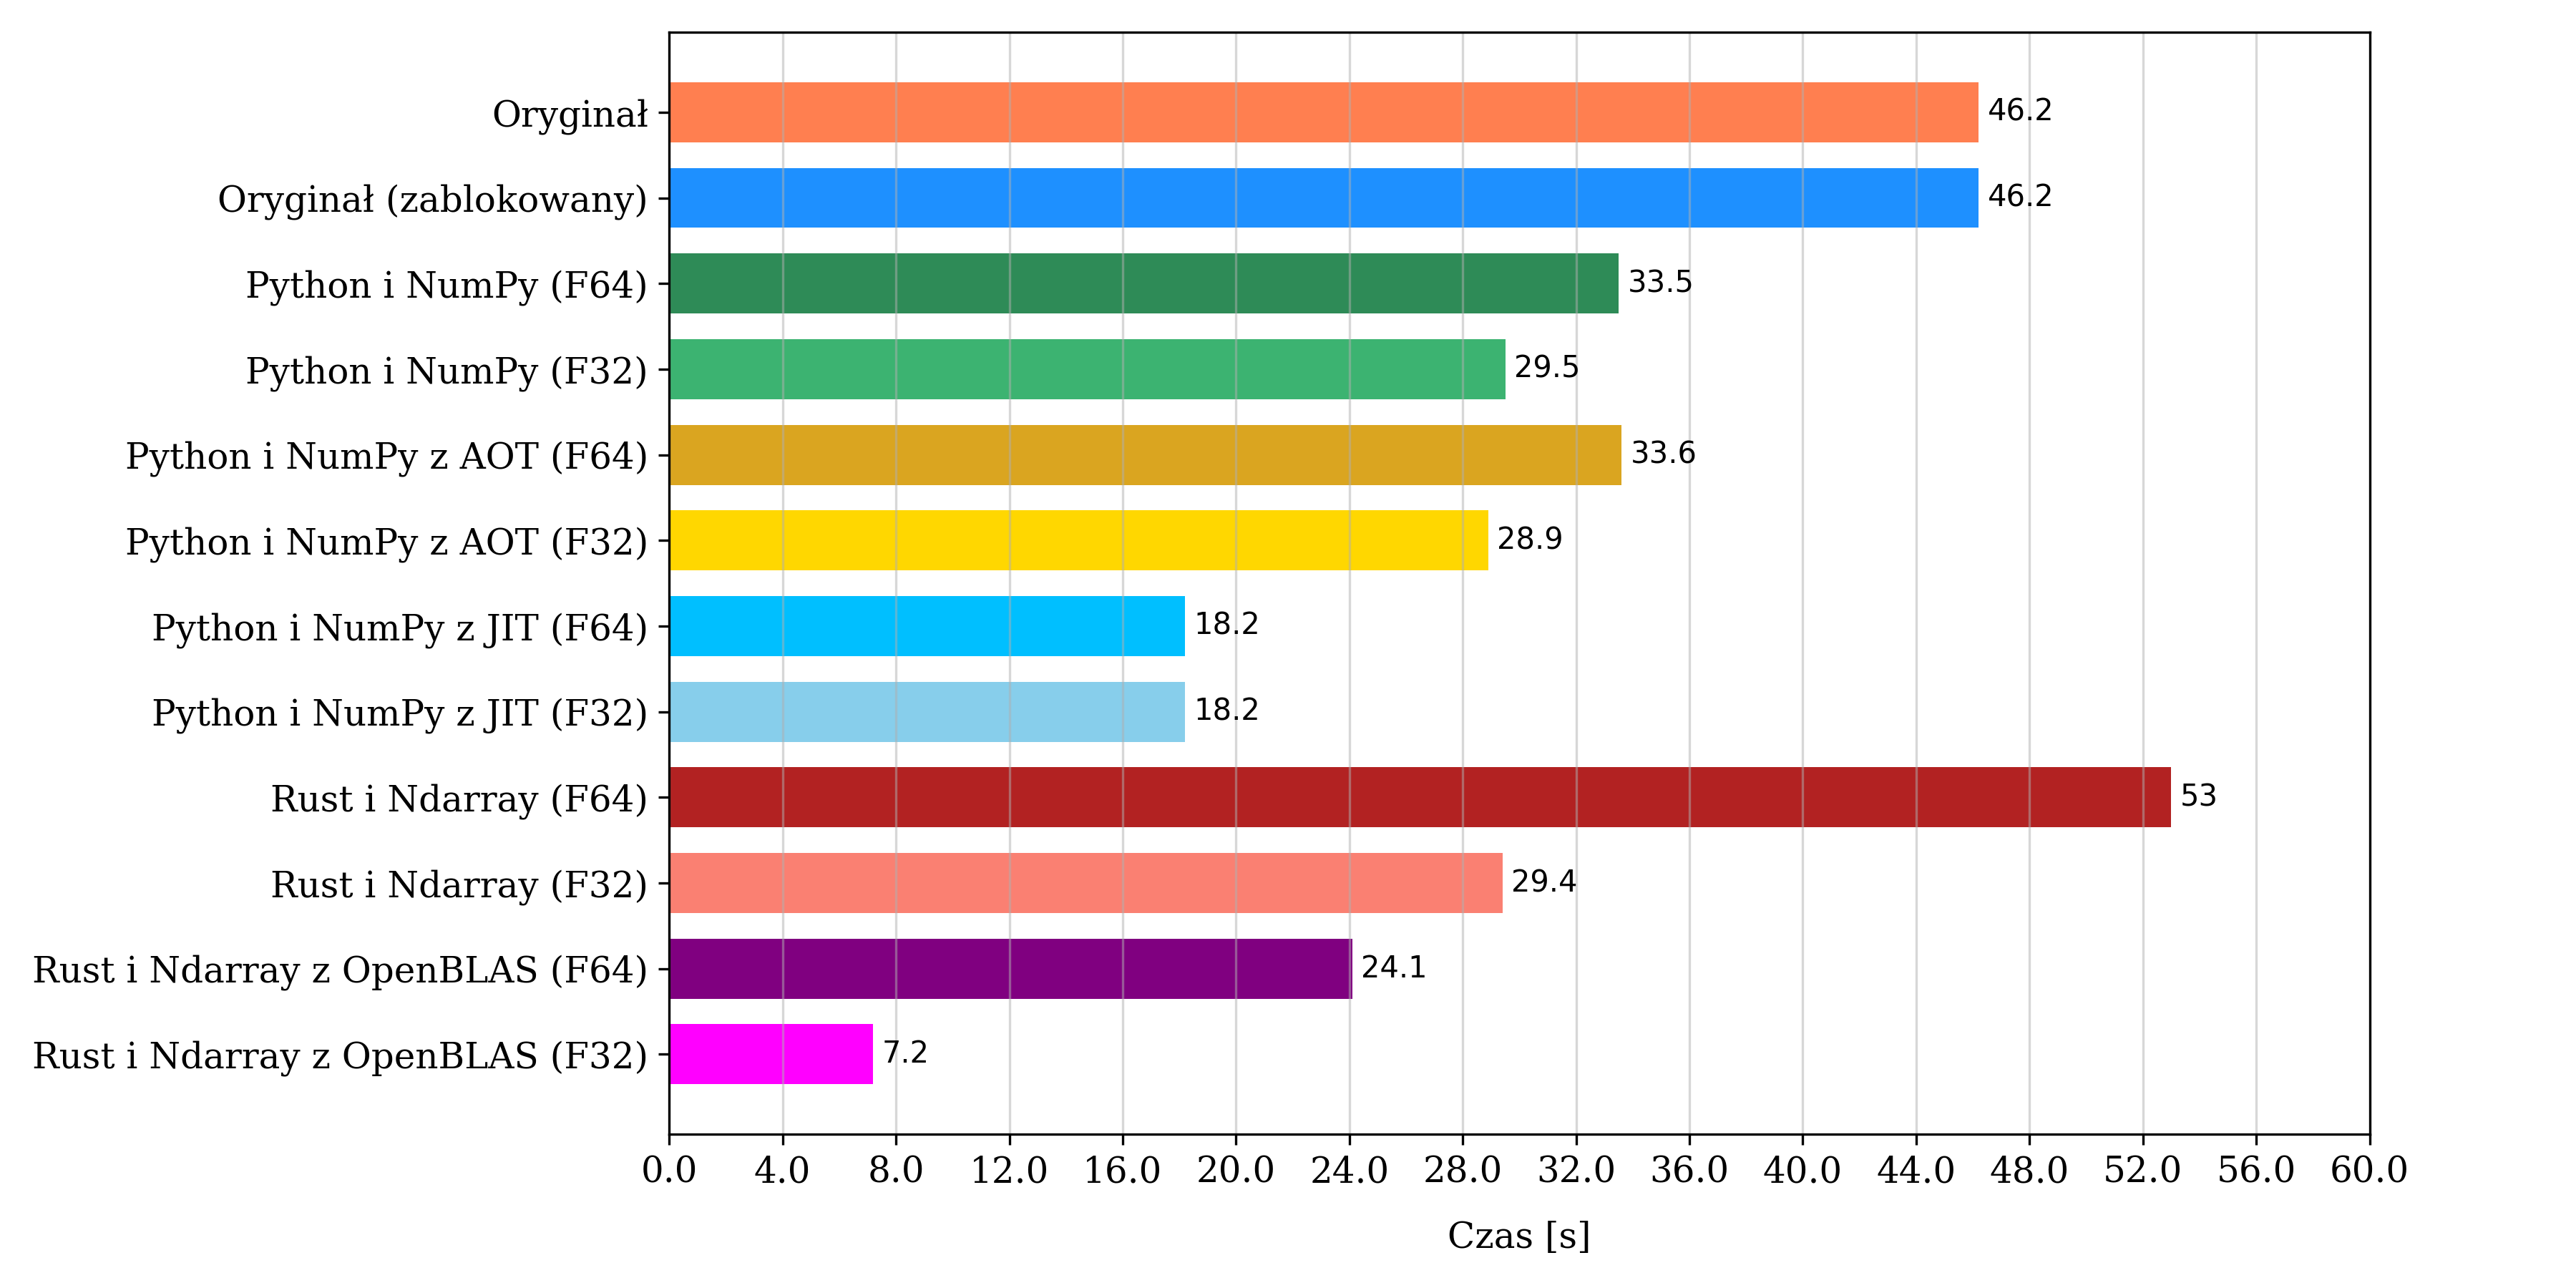 Oryginał 46.2
Oryginał (zablokowany) 46.2
Python i NumPy (F64) 33.5
Python i NumPy (F32) 29.5
Python i NumPy z AOT (F64) 33.6
Python i NumPy z AOT (F32) 28.9
Python i NumPy z JIT (F64) 18.2
Python i NumPy z JIT (F32) 18.2
Rust i Ndarray (F64) 53
Rust i Ndarray (F32) 29.4
Rust i Ndarray z OpenBLAS (F64) 24.1
Rust i Ndarray z OpenBLAS (F32) 7.2
0.0 4.0 8.0 12.0 16.0 20.0 24.0 28.0 32.0 36.0 40.0 44.0 48.0 52.0 56.0 60.0
Czas [s]